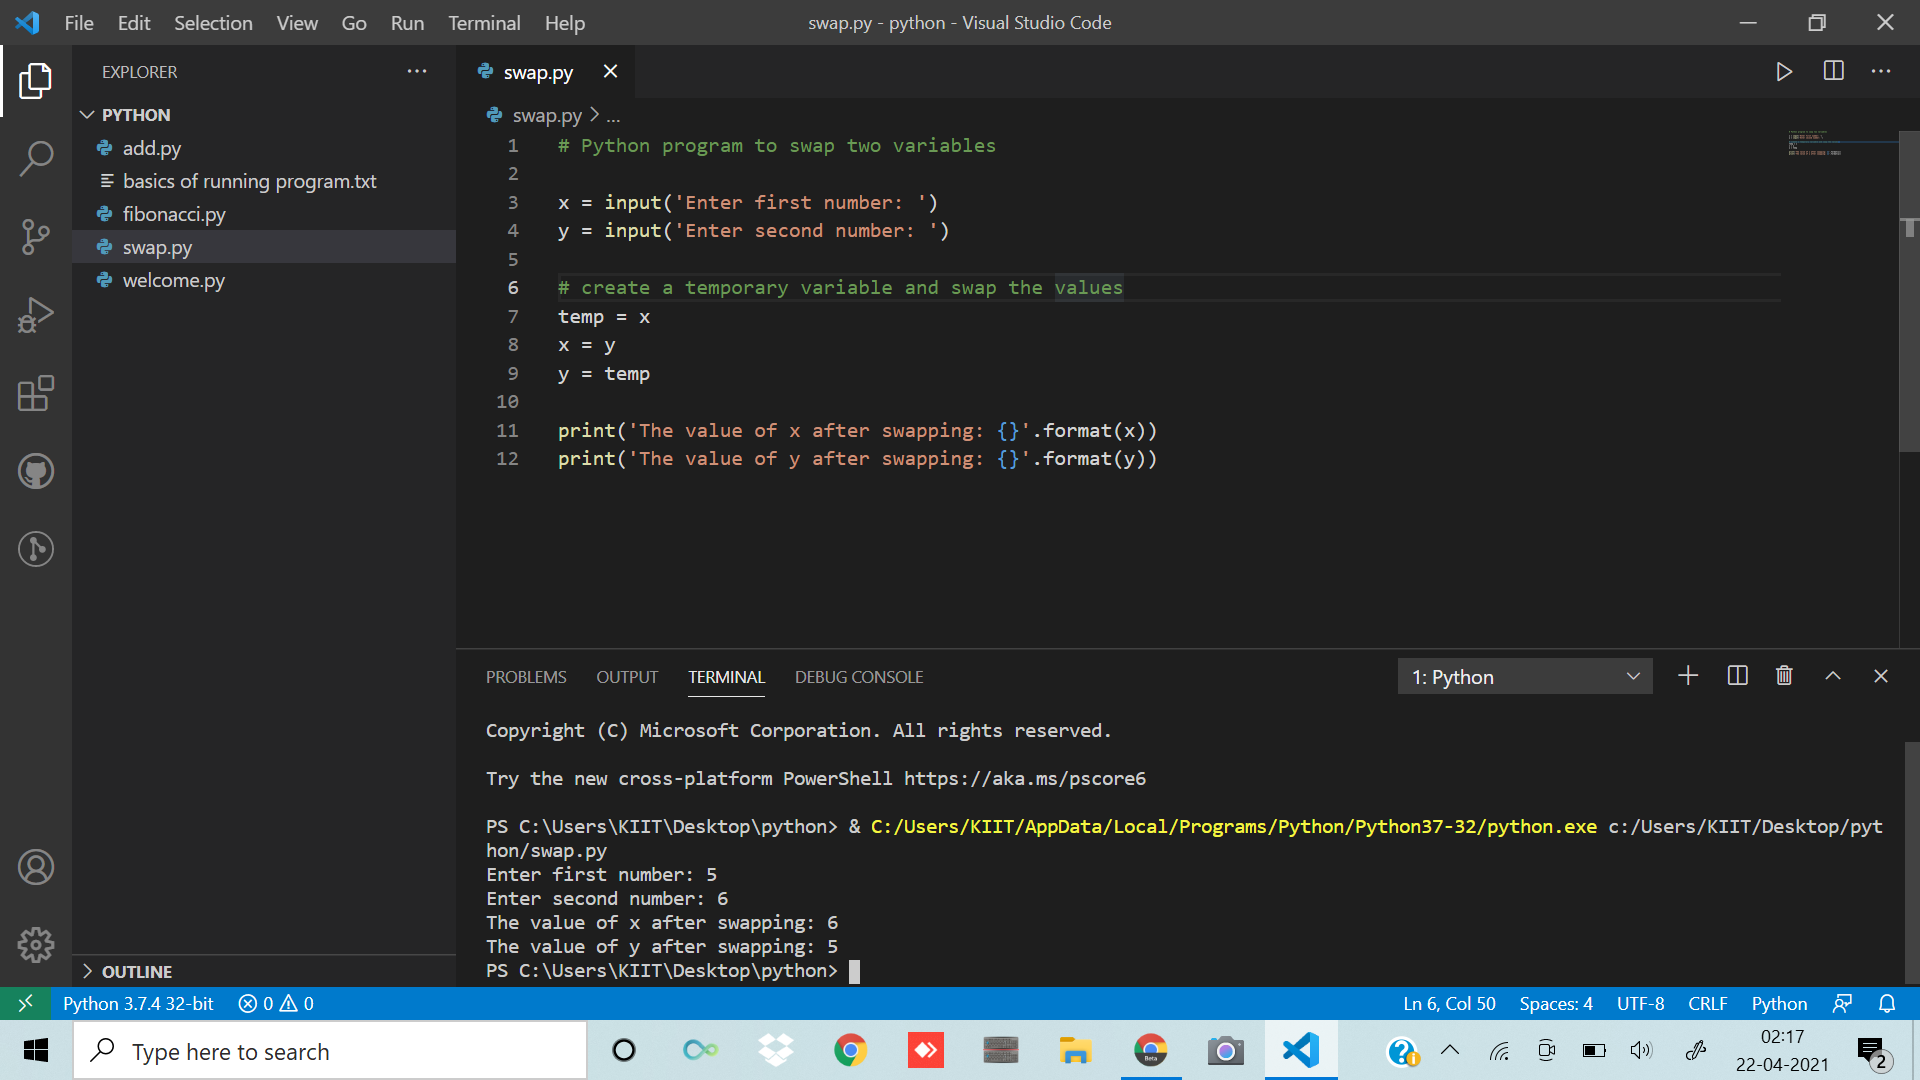 File Edit Selection View Go Run Terminal Help
swap.py - python - Visual Studio Code
EXPLORER
PYTHON
add.py
basics of running program.txt
fibonacci.py
swap.py
welcome.py
OUTLINE
swap.py
swap.py > ...
1 # Python program to swap two variables
2
3 x = input('Enter first number: ')
4 y = input('Enter second number: ')
5
6 # create a temporary variable and swap the values
7 temp = x
8 x = y
9 y = temp
10
11 print('The value of x after swapping: {}'.format(x))
12 print('The value of y after swapping: {}'.format(y))
PROBLEMS OUTPUT TERMINAL DEBUG CONSOLE
1: Python
Copyright (C) Microsoft Corporation. All rights reserved.
Try the new cross-platform PowerShell https://aka.ms/pscore6
PS C:\Users\KIIT\Desktop\python> & C:/Users/KIIT/AppData/Local/Programs/Python/Python37-32/python.exe c:/Users/KIIT/Desktop/pyt
hon/swap.py
Enter first number: 5
Enter second number: 6
The value of x after swapping: 6
The value of y after swapping: 5
PS C:\Users\KIIT\Desktop\python>
Python 3.7.4 32-bit 0 0
Ln 6, Col 50 Spaces: 4 UTF-8 CRLF Python
Type here to search
Beta
02:17
22-04-2021
2